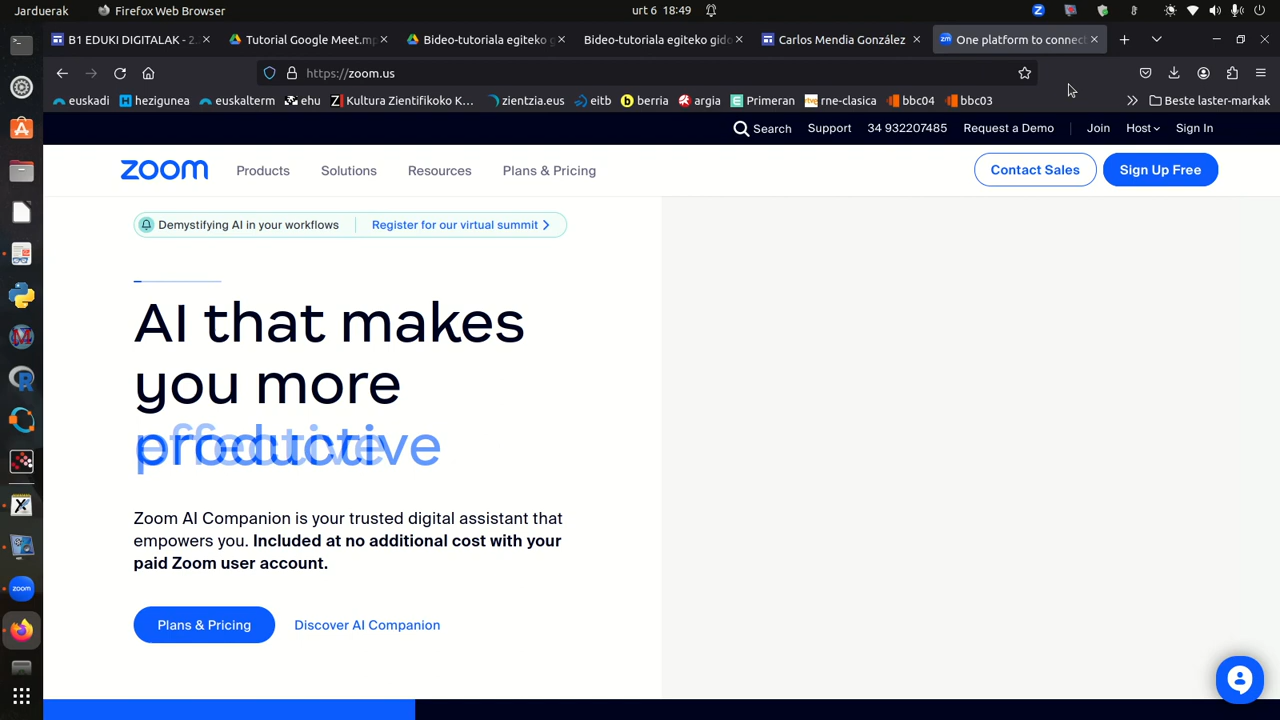 Jarduerak Firefox Web urt 6 18:49
B1 EDUKI DIGITALAK - 2. Tutorial Google Meet.mp Bideo-tutoriala egiteko g Bideo-tutoriala egiteko gido Carlos Mendia González One platform to connect
https://zoom.us
euskadi hezigunea euskalterm ehu Kultura Zientifikoko K... zientzia.eus eitb berria argia Primeran rne-clasica bbc04 bbc03 Beste laster-markak
Search Support 34 932207485 Request a Demo Join Host Sign In
zoom Products Solutions Resources Plans & Pricing Contact Sales Sign Up Free
Demystifying AI in your workflows Register for our virtual summit
AI that makes
you more
productive
Zoom AI Companion is your trusted digital assistant that
empowers you. Included at no additional cost with your
paid Zoom user account.
Plans & Pricing Discover AI Companion